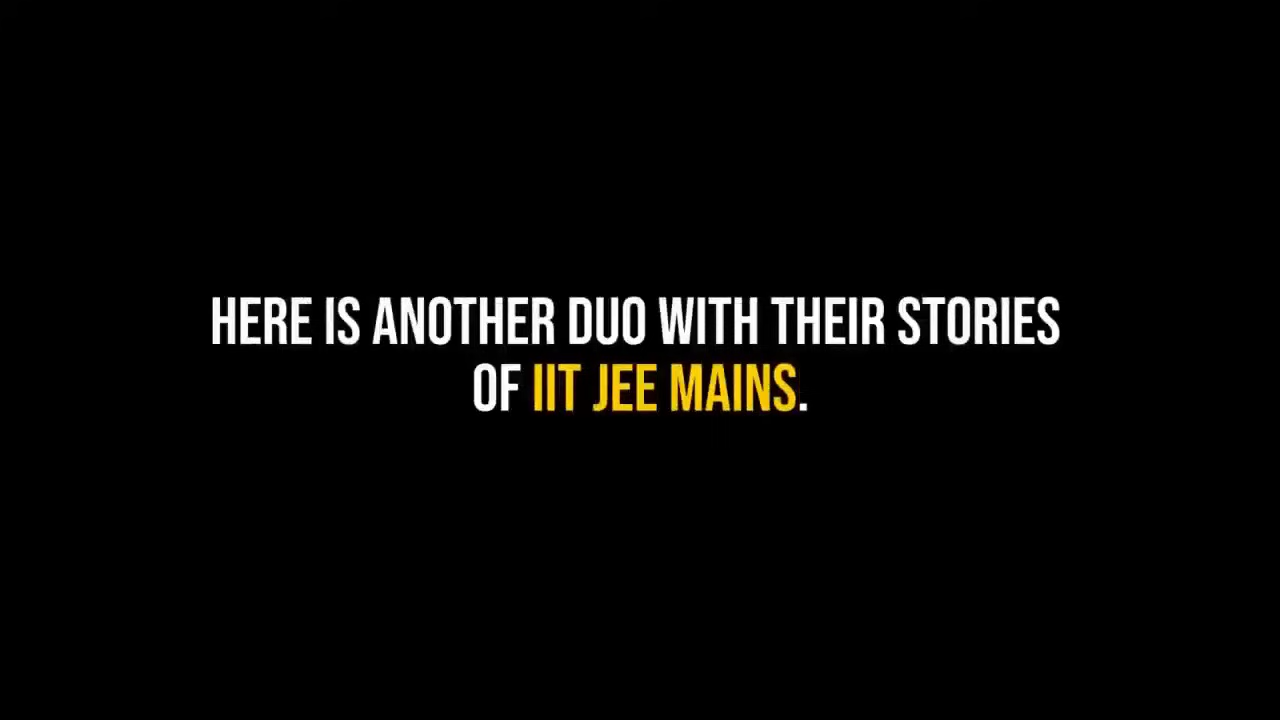 HERE IS ANOTHER DUO WITH THEIR STORIES
OF IIT JEE MAINS.